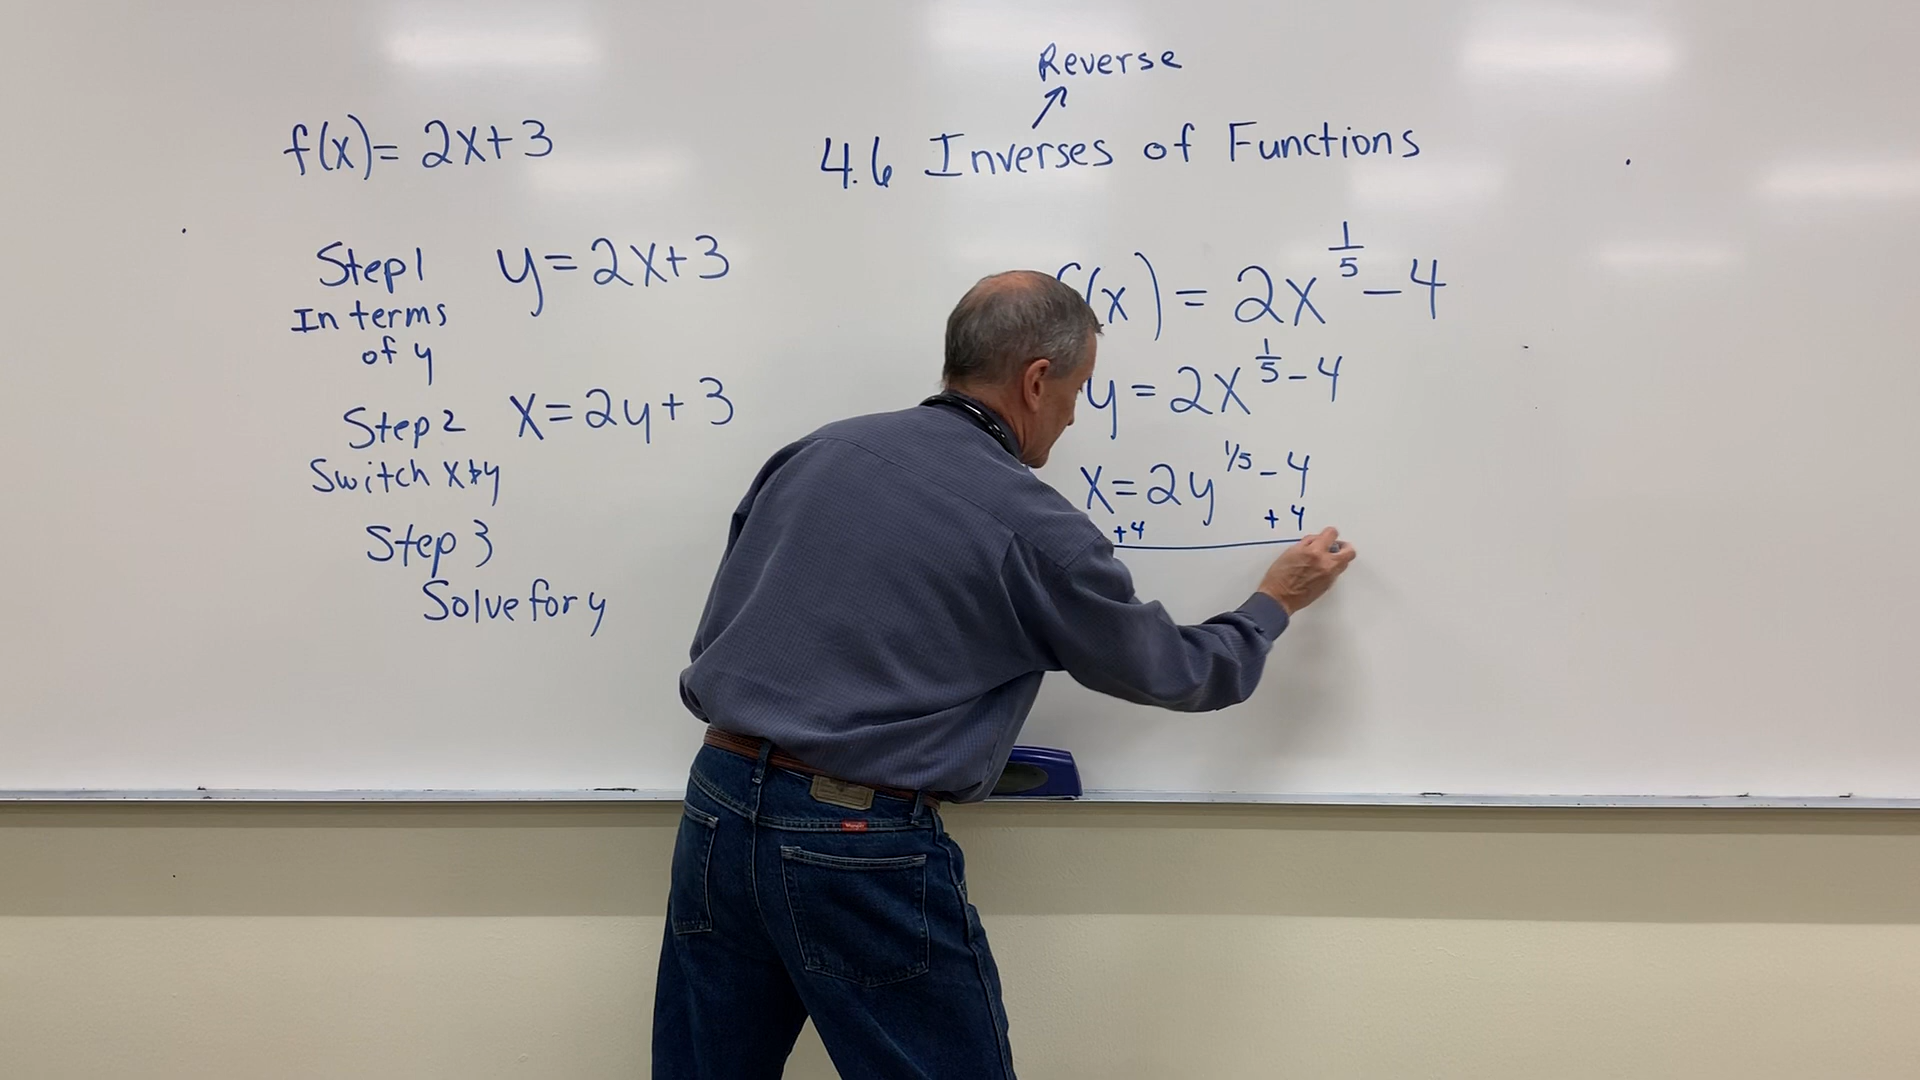 f(x)= 2x+3
Step 1 y=2x+3
In terms
of y
Step 2 x=2y+3
Switch x & y
Step 3
Solve for y
Reverse
↗
4.6 Inverses of Functions
f(x) = 2x^1/5 - 4
y = 2x^1/5 - 4
x = 2y^1/5 - 4
+4 +4